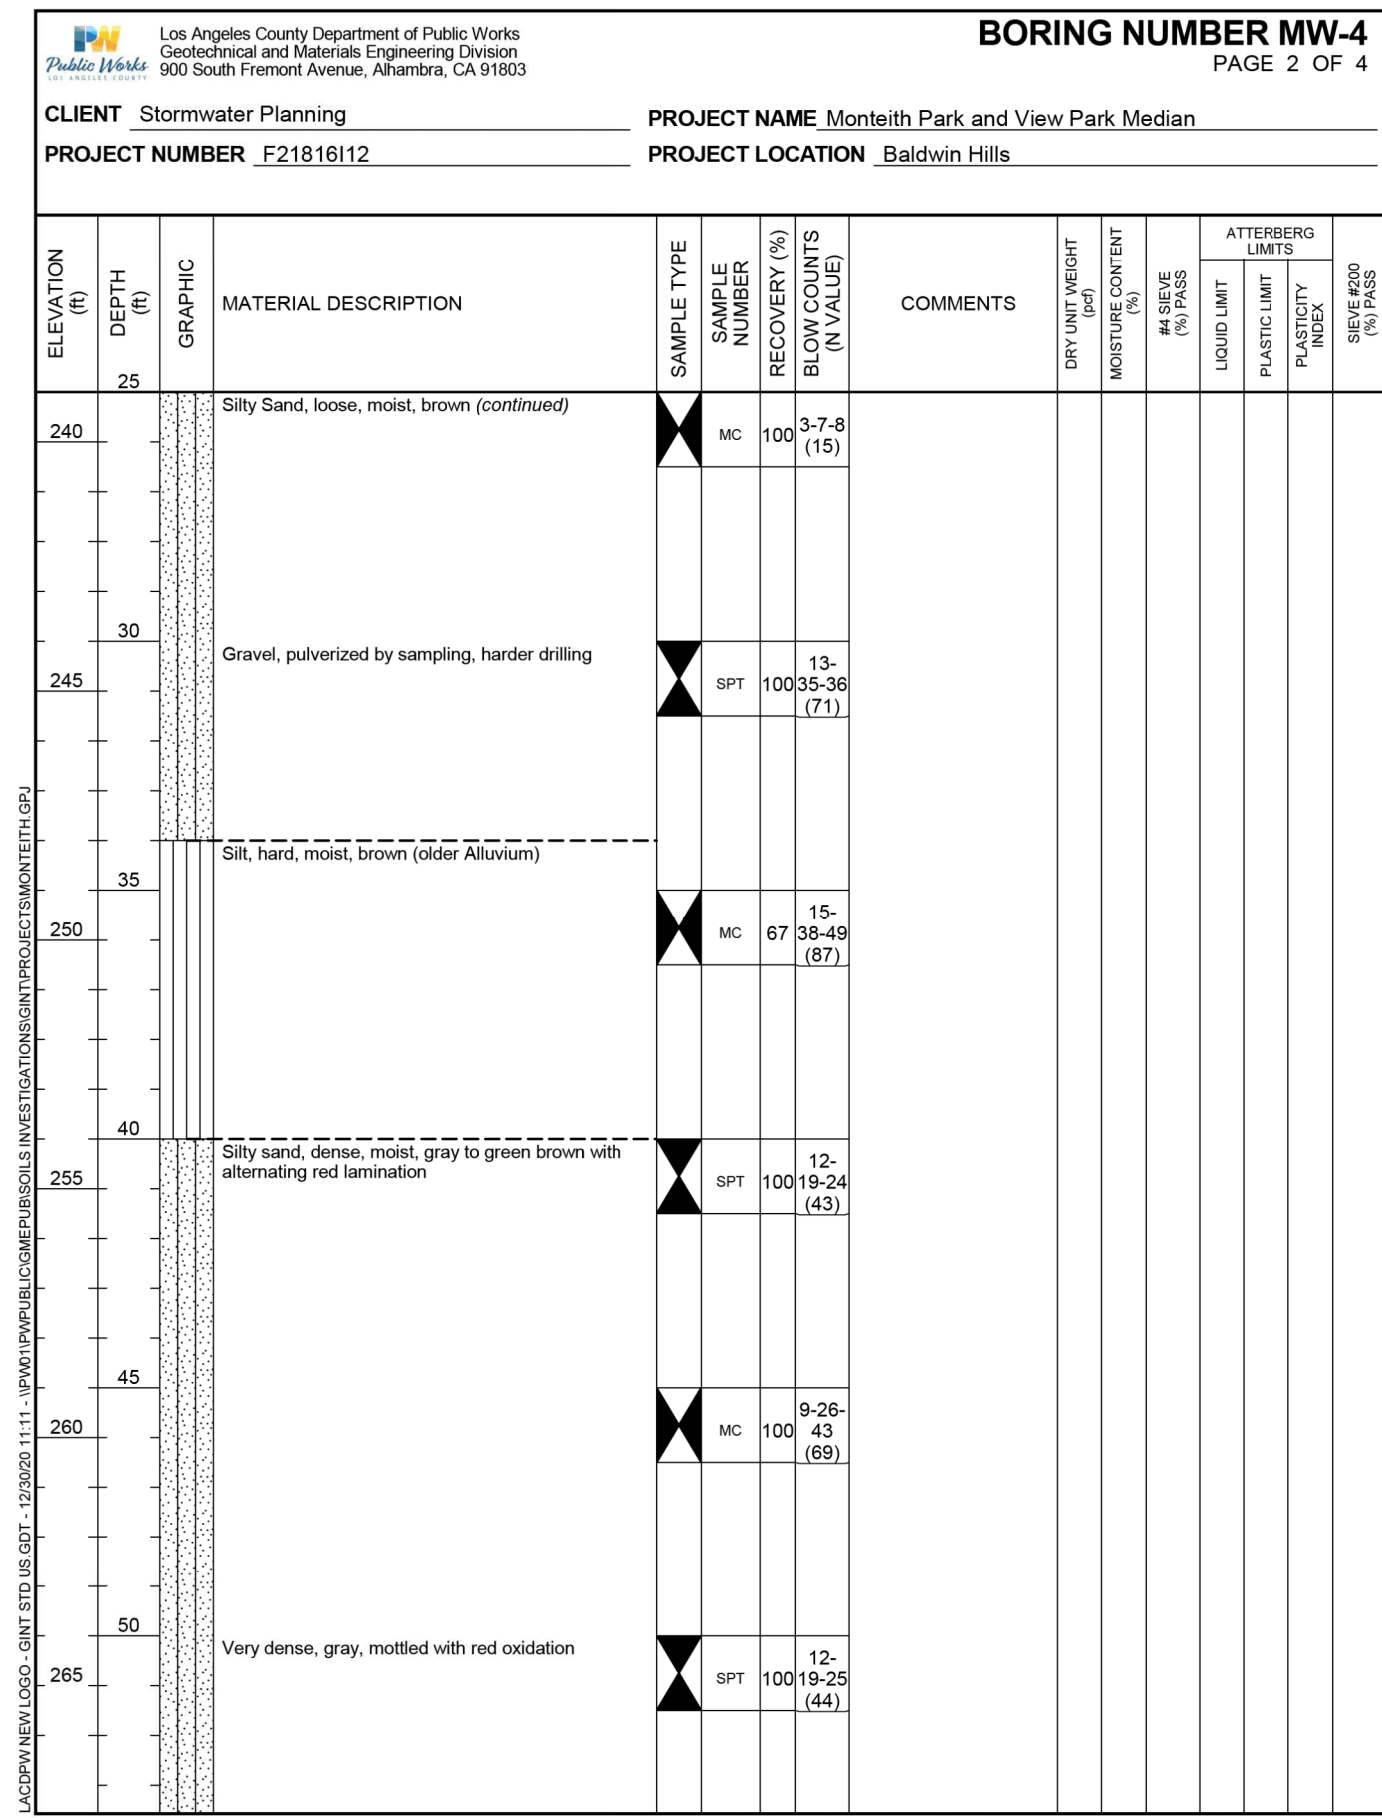 PW
Public Works
LOS ANGELES COUNTY
Los Angeles County Department of Public Works
Geotechnical and Materials Engineering Division
900 South Fremont Avenue, Alhambra, CA 91803
BORING NUMBER MW-4
PAGE 2 OF 4
CLIENT Stormwater Planning
PROJECT NAME Monteith Park and View Park Median
PROJECT NUMBER F21816I12
PROJECT LOCATION Baldwin Hills
ELEVATION
(ft)
DEPTH
(ft)
GRAPHIC
MATERIAL DESCRIPTION
SAMPLE TYPE
SAMPLE
NUMBER
RECOVERY (%)
BLOW COUNTS
(N VALUE)
COMMENTS
DRY UNIT WEIGHT
(pcf)
MOISTURE CONTENT
(%)
#4 SIEVE
(%) PASS
ATTERBERG
LIMITS
LIQUID LIMIT
PLASTIC LIMIT
PLASTICITY
INDEX
SIEVE #200
(%) PASS
25
Silty Sand, loose, moist, brown (continued)
240
MC 100 3-7-8
(15)
30
Gravel, pulverized by sampling, harder drilling
245
SPT 100 13-
35-36
(71)
Silt, hard, moist, brown (older Alluvium)
35
250
MC 67 15-
38-49
(87)
40
Silty sand, dense, moist, gray to green brown with
alternating red lamination
255
SPT 100 12-
19-24
(43)
45
260
MC 100 9-26-
43
(69)
50
Very dense, gray, mottled with red oxidation
265
SPT 100 12-
19-25
(44)
LACDPW NEW LOGO - GINT STD US.GDT - 12/30/20 11:11 - \\PW01\PWPUBLIC\GMEPUB\SOILS INVESTIGATIONS\GINT\PROJECTS\MONTEITH.GPJ